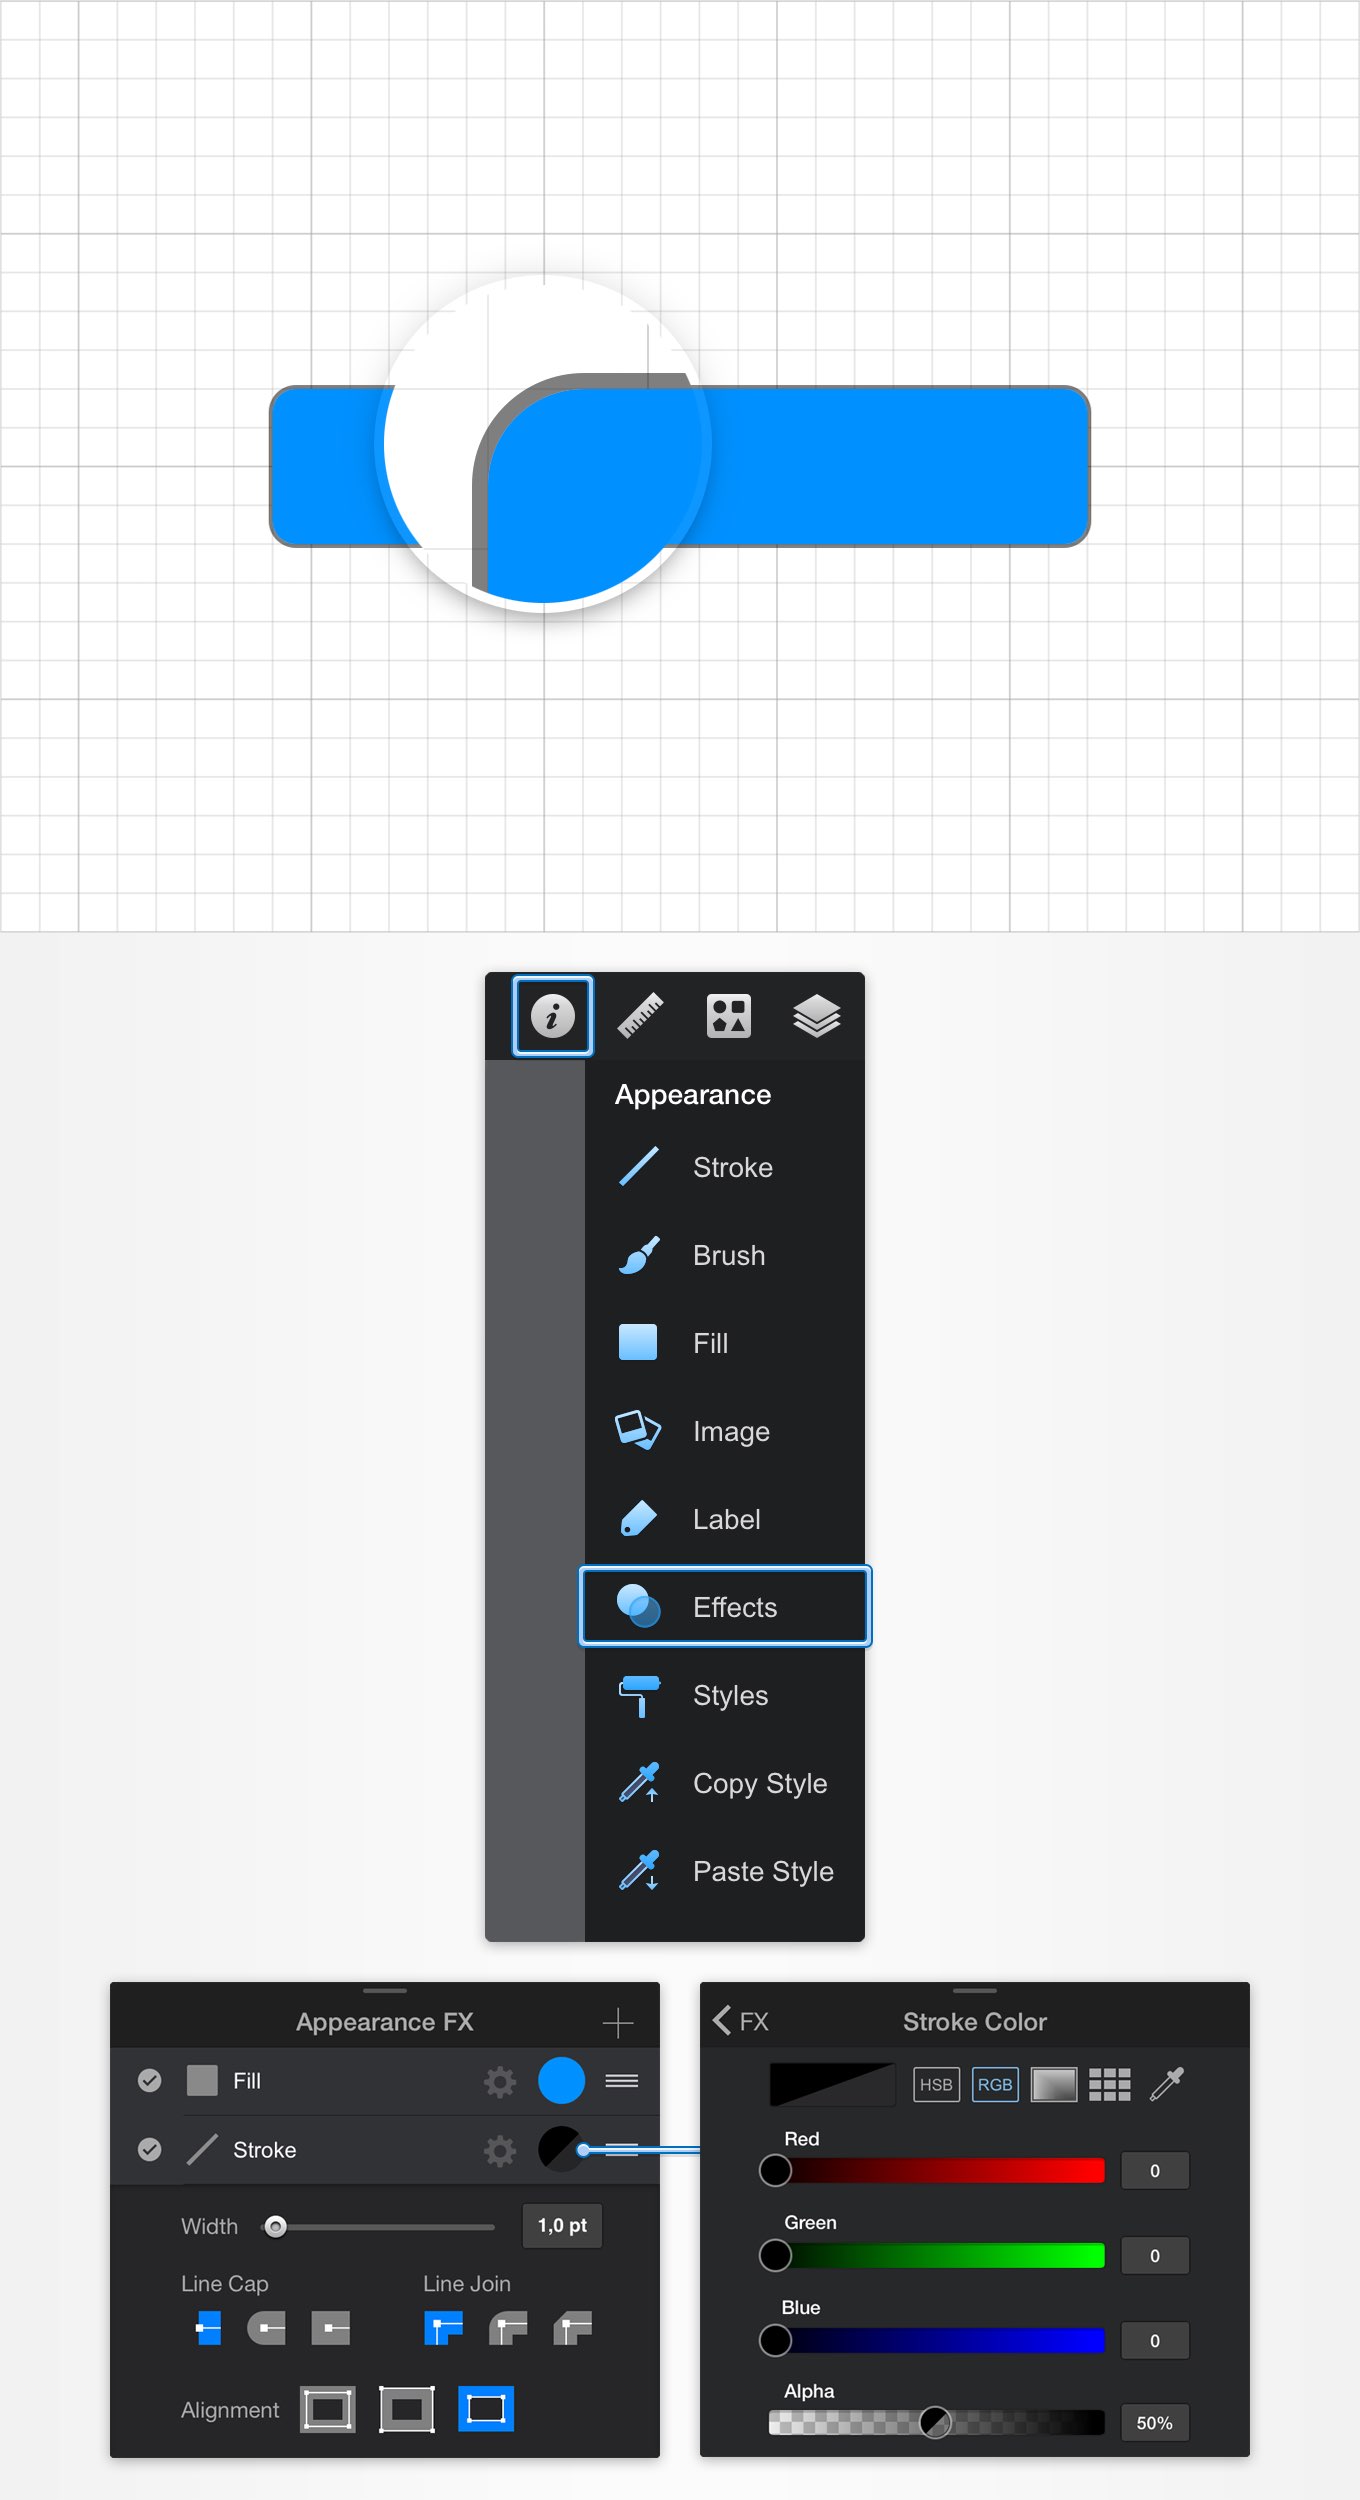 Appearance
Stroke
Brush
Fill
Image
Label
Effects
Styles
Copy Style
Paste Style
Appearance FX
Fill
Stroke
Width
1,0 pt
Line Cap
Line Join
Alignment
FX
Stroke Color
HSB
RGB
Red
0
Green
0
Blue
0
Alpha
50%